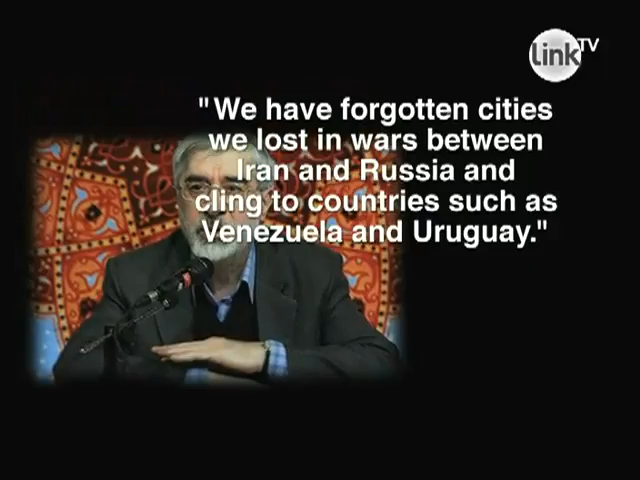 link TV
"We have forgotten cities
we lost in wars between
Iran and Russia and
cling to countries such as
Venezuela and Uruguay."